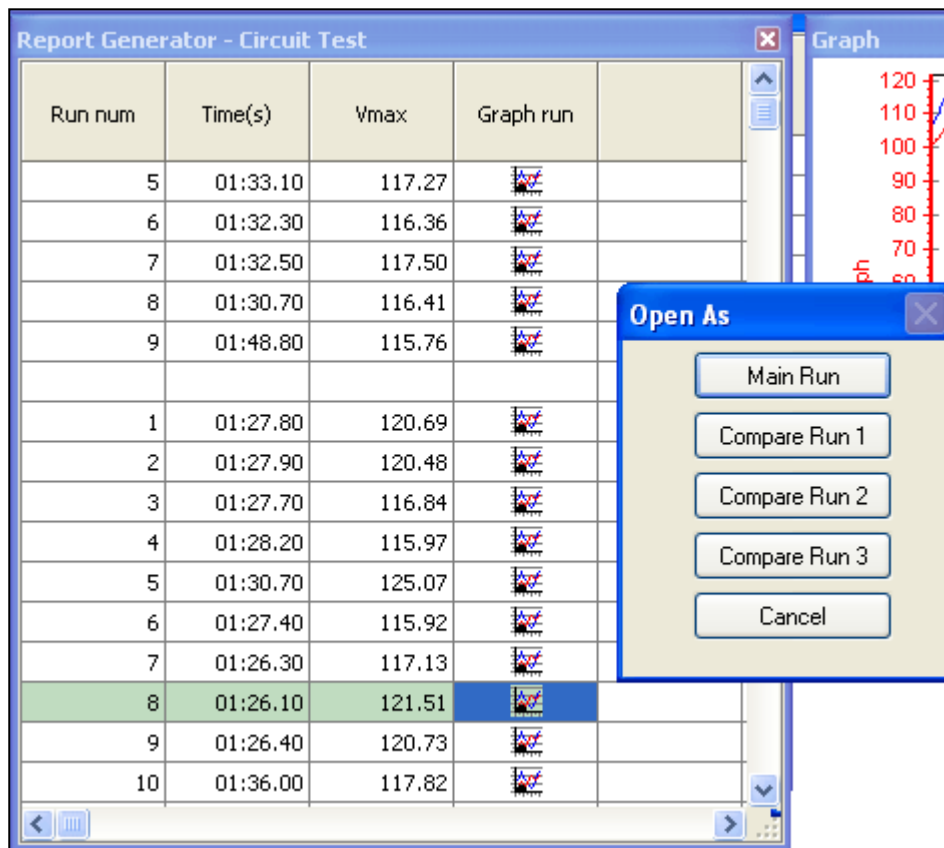 Report Generator - Circuit Test
Run num Time(s) Vmax Graph run
5 01:33.10 117.27
6 01:32.30 116.36
7 01:32.50 117.50
8 01:30.70 116.41
9 01:48.80 115.76
1 01:27.80 120.69
2 01:27.90 120.48
3 01:27.70 116.84
4 01:28.20 115.97
5 01:30.70 125.07
6 01:27.40 115.92
7 01:26.30 117.13
8 01:26.10 121.51
9 01:26.40 120.73
10 01:36.00 117.82
Graph
120
110
100
90
80
70
60
Open As
Main Run
Compare Run 1
Compare Run 2
Compare Run 3
Cancel